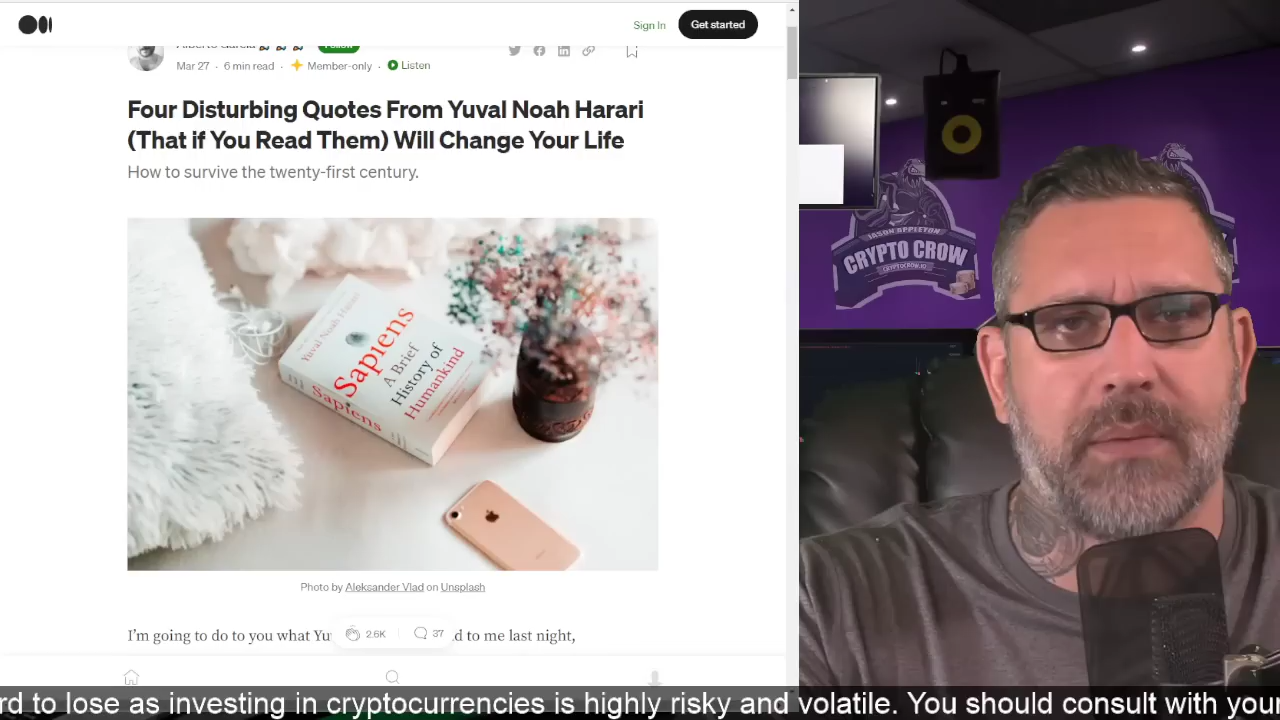 Sign In
Get started
Mar 27 · 6 min read · Member-only · Listen
Four Disturbing Quotes From Yuval Noah Harari
(That if You Read Them) Will Change Your Life
How to survive the twenty-first century.
Yuval Noah Harari
Sapiens
A Brief
History of
Humankind
Sapiens
Photo by Aleksander Vlad on Unsplash
I'm going to do to you what to me last night,
2.6K
37
JASON APPLETON
CRYPTO CROW
CRYPTOCROW.IO
rd to lose as investing in cryptocurrencies is highly risky and volatile. You should consult with your